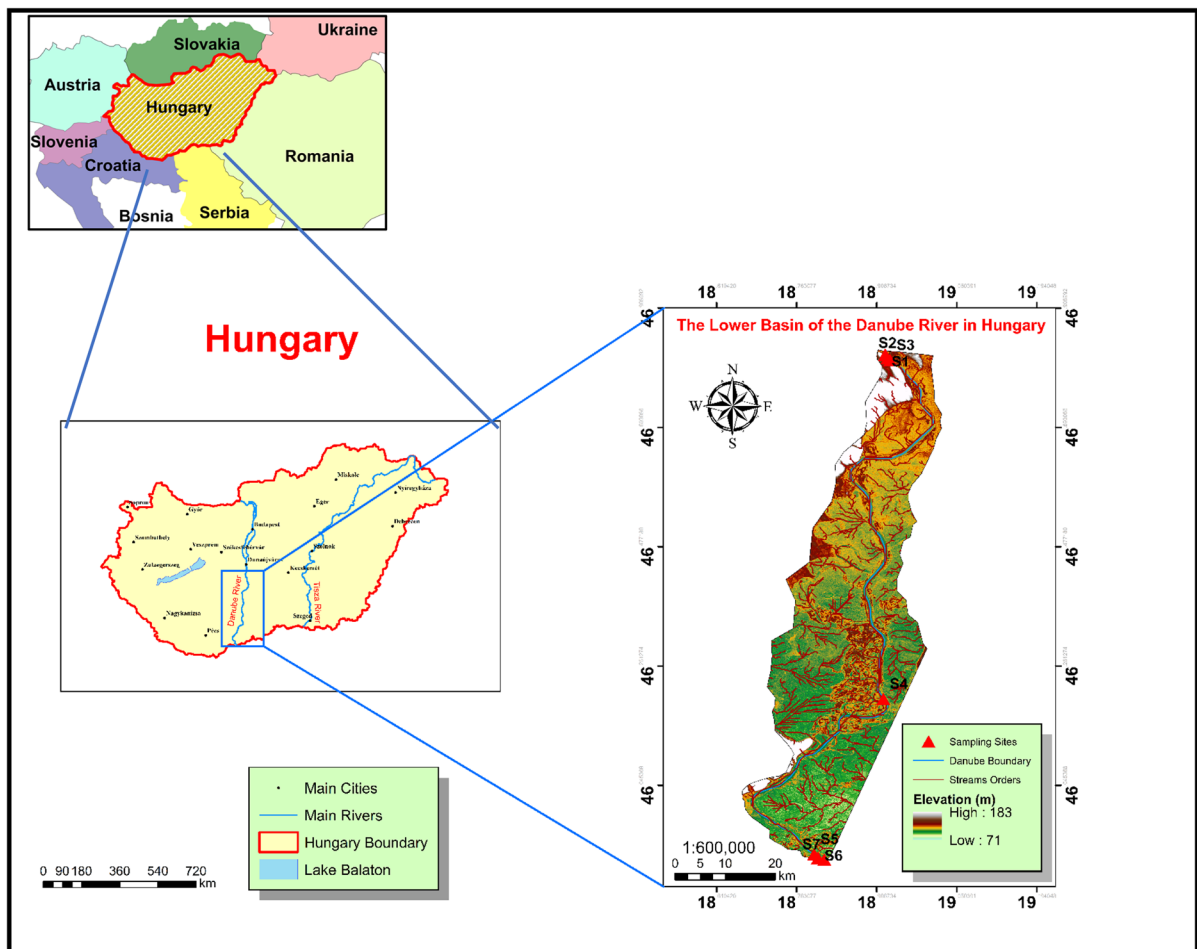 Ukraine
Slovakia
Austria
Hungary
Slovenia
Croatia
Romania
Bosnia
Serbia
Hungary
Miskolc
Nyíregyháza
Győr
Eger
Budapest
Debrecen
Szombathely
Veszprem
Székesfehérvár
Szolnok
Dunaújváros
Zalaegerszeg
Kecskemét
Danube River
Tisza River
Nagykanizsa
Szeged
Pécs
Main Cities
Main Rivers
Hungary Boundary
Lake Balaton
0 90 180 360 540 720
km
18 18 18 19 19
46 46
The Lower Basin of the Danube River in Hungary
S2 S3
S1
N
W E
S
46 46
46 46
46 46
S4
Sampling Sites
Danube Boundary
Streams Orders
Elevation (m)
High : 183
Low : 71
46 46
S5
S7
S6
1:600,000
0 5 10 20
km
18 18 18 19 19